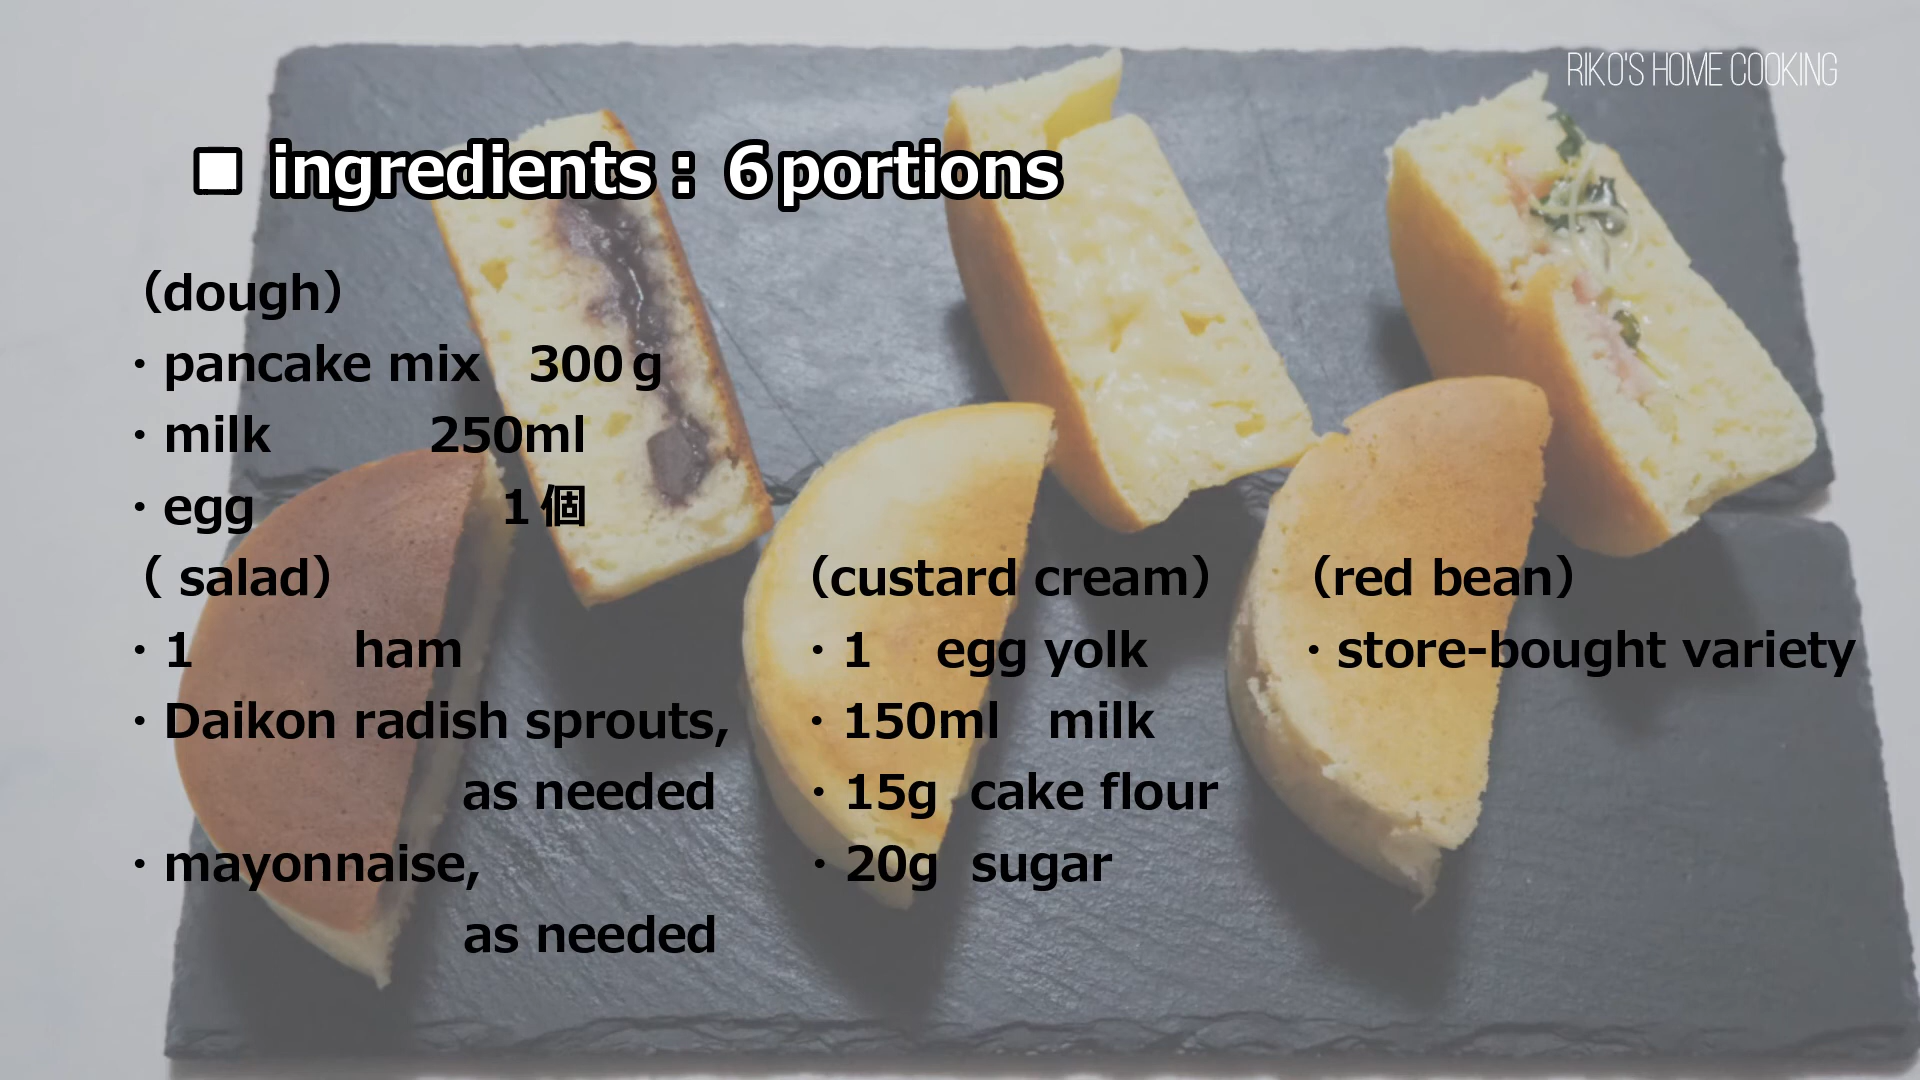 RIKO'S HOME COOKING
■ ingredients： 6portions
（dough）
・pancake mix　300ｇ
・milk　　　250ml
・egg　　　　　1個
（ salad）
・1　　　ham
・Daikon radish sprouts,
as needed
・mayonnaise,
as needed
（custard cream）
・1　egg yolk
・150ml　milk
・15g  cake flour
・20g  sugar
（red bean）
・store-bought variety